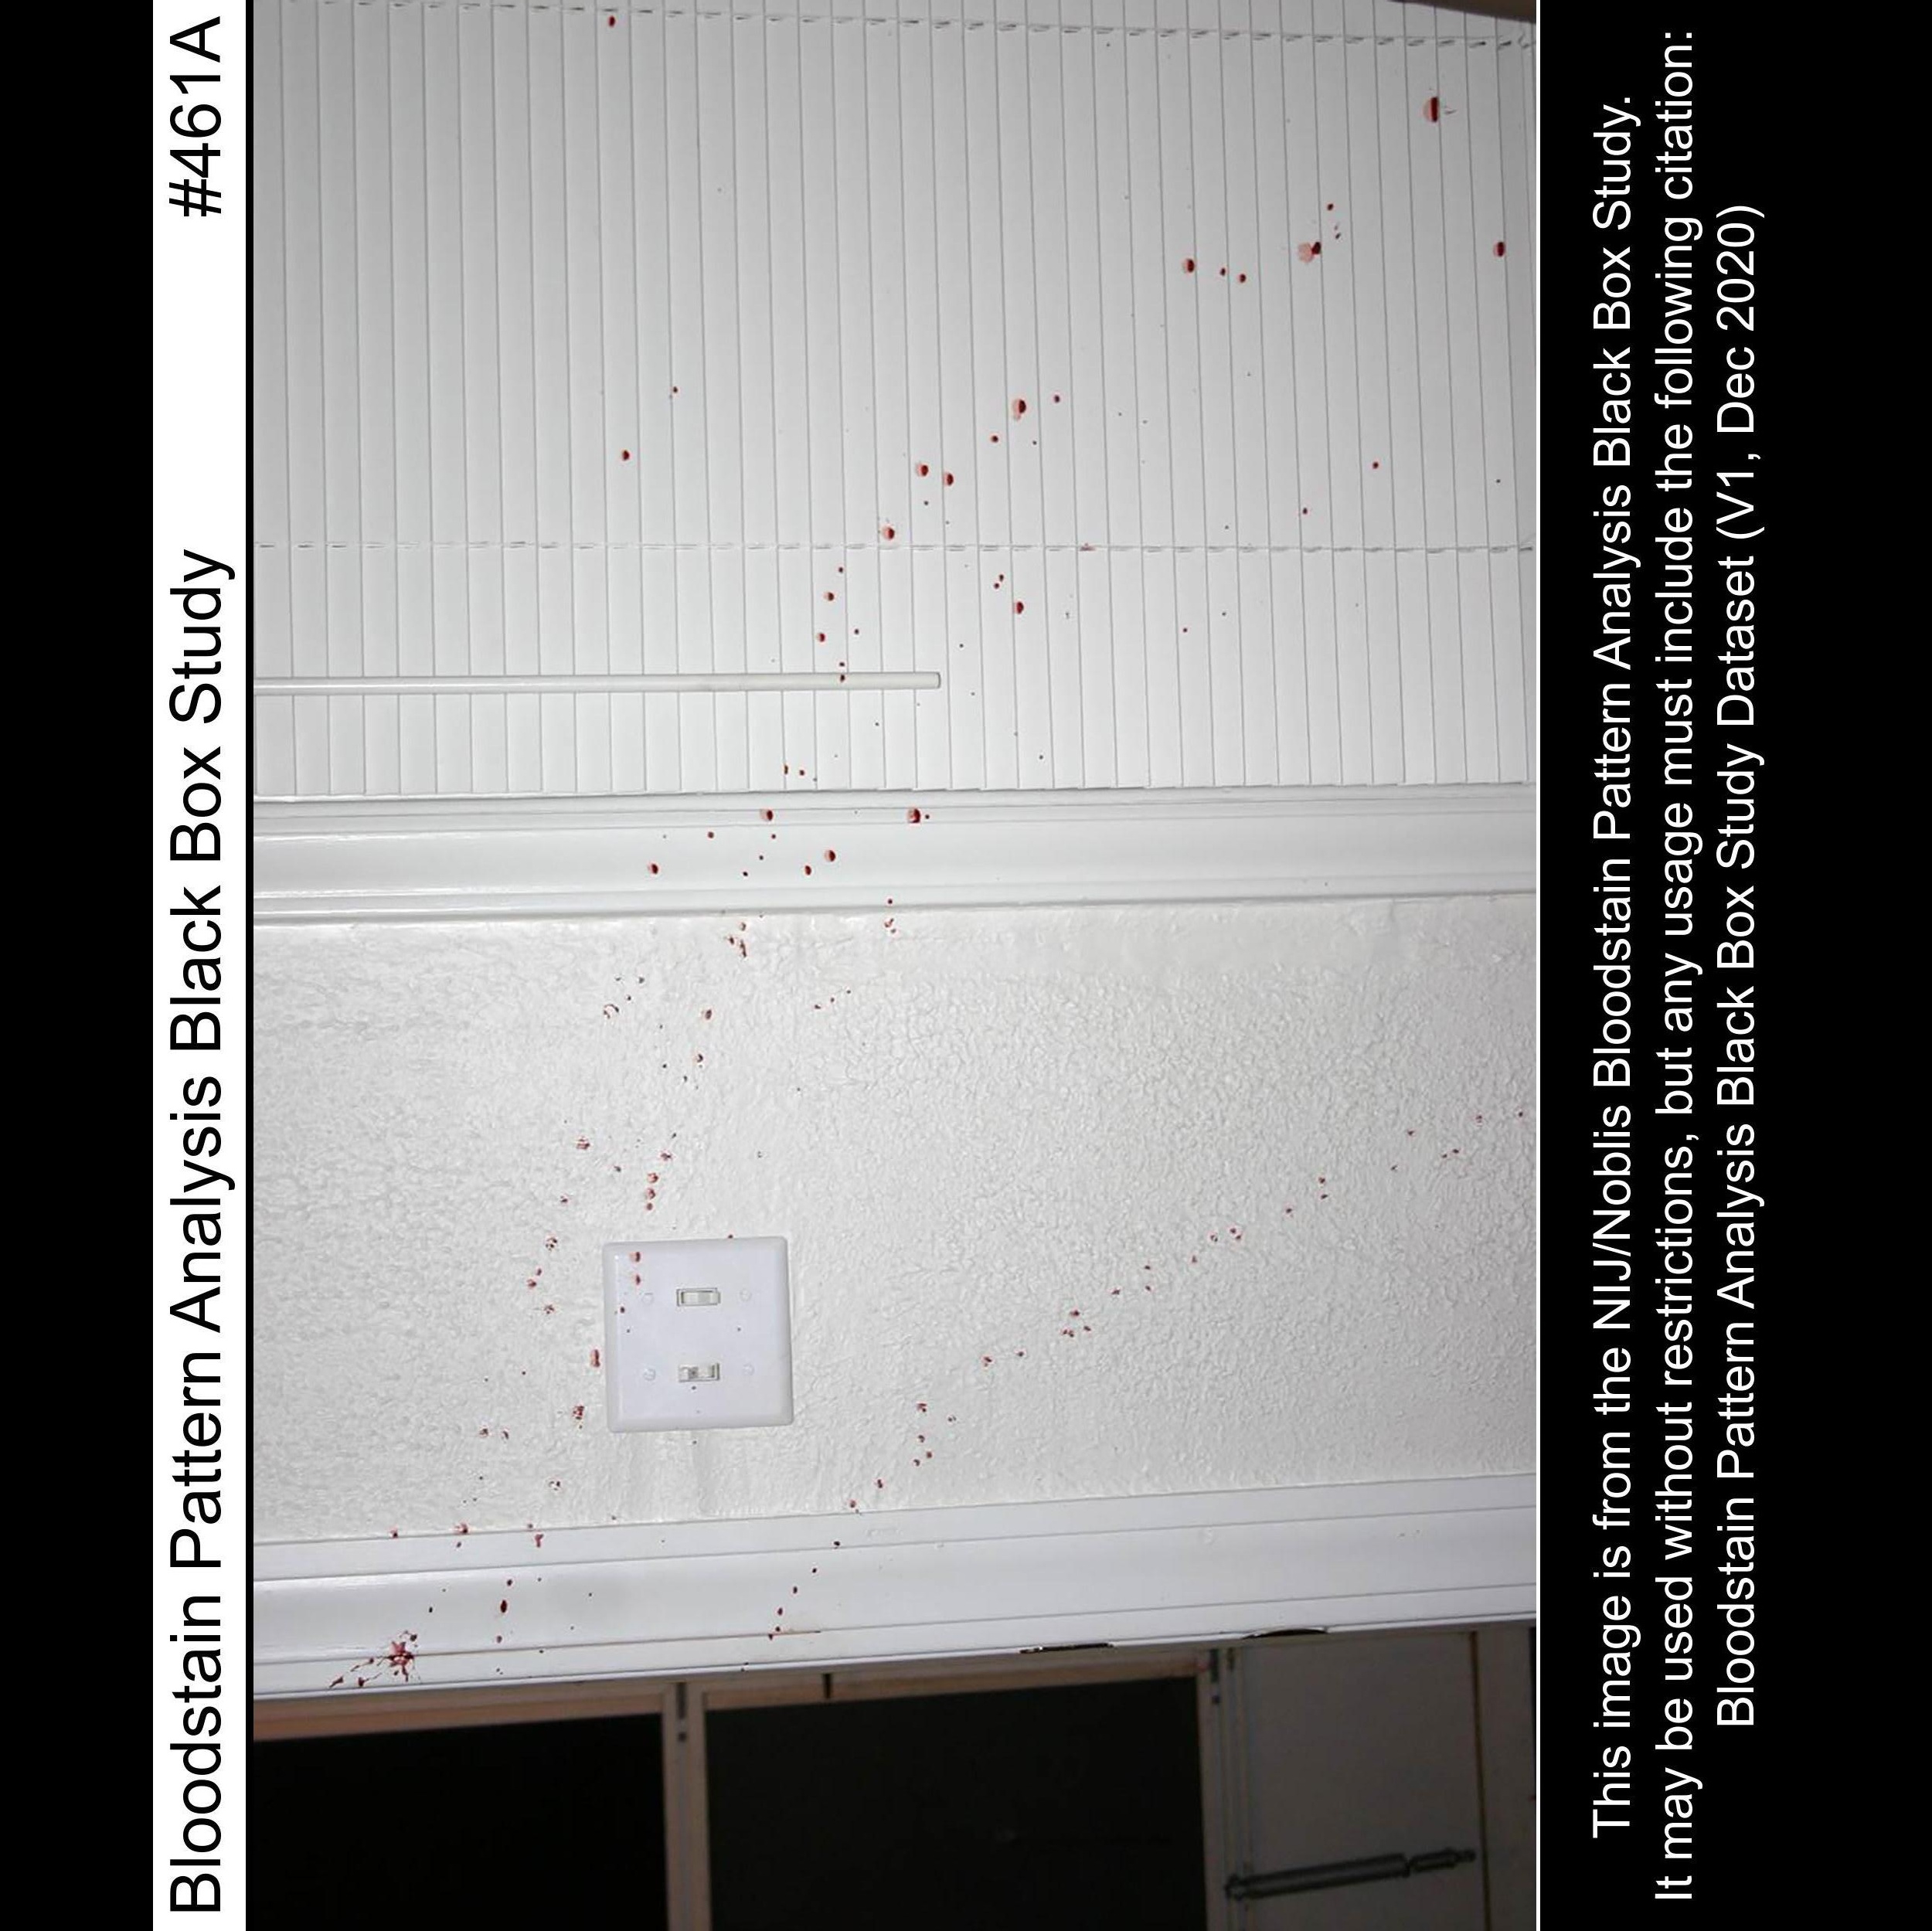 Bloodstain Pattern Analysis Black Box Study #461A
This image is from the NIJ/Noblis Bloodstain Pattern Analysis Black Box Study.
It may be used without restrictions, but any usage must include the following citation:
Bloodstain Pattern Analysis Black Box Study Dataset (V1, Dec 2020)